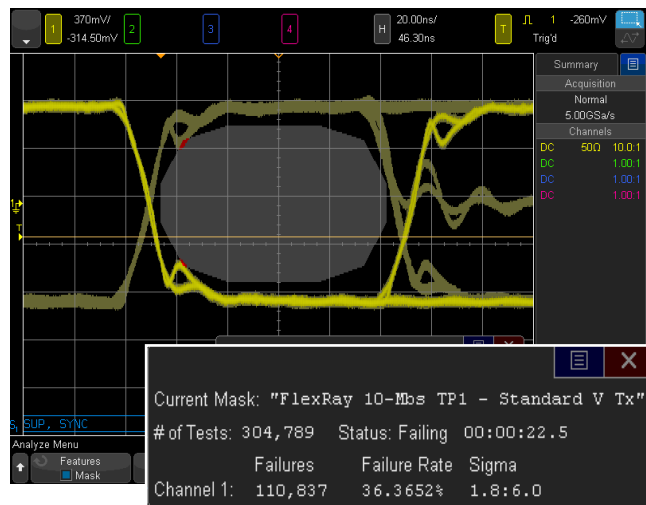 1 370mV/ 2 3 4 H 20.00ns/ T 1 -260mV
-314.50mV 46.30ns Trig'd
Summary
Acquisition
Normal
5.00GSa/s
Channels
DC 50Ω 10.0:1
DC 1.00:1
DC 1.00:1
DC 1.00:1
1
T
Current Mask: "FlexRay 10-Mbs TP1 - Standard V Tx"
# of Tests: 304,789 Status: Failing 00:00:22.5
Failures Failure Rate Sigma
Channel 1: 110,837 36.3652% 1.8:6.0
S1 SUP, SYNC
Analyze Menu
Features
Mask